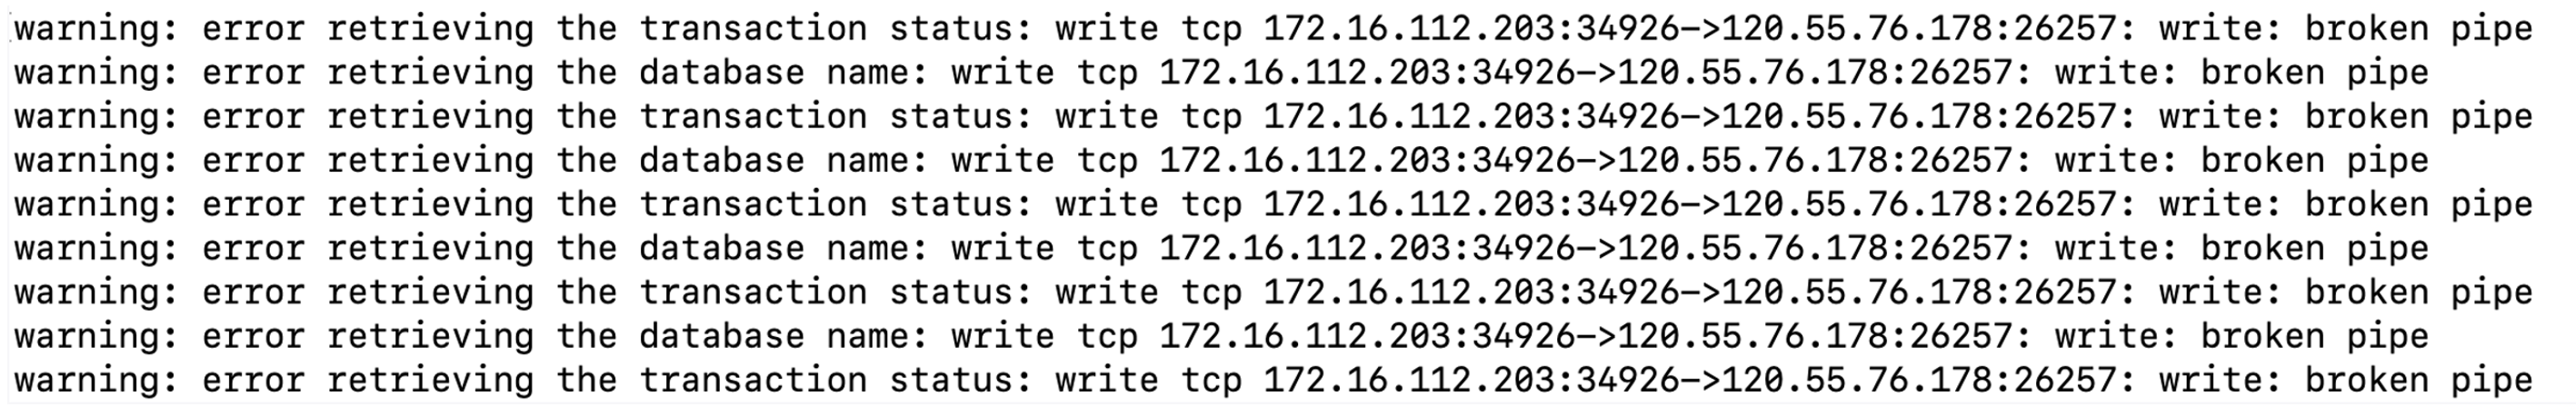 warning: error retrieving the transaction status: write tcp 172.16.112.203:34926->120.55.76.178:26257: write: broken pipe
warning: error retrieving the database name: write tcp 172.16.112.203:34926->120.55.76.178:26257: write: broken pipe
warning: error retrieving the transaction status: write tcp 172.16.112.203:34926->120.55.76.178:26257: write: broken pipe
warning: error retrieving the database name: write tcp 172.16.112.203:34926->120.55.76.178:26257: write: broken pipe
warning: error retrieving the transaction status: write tcp 172.16.112.203:34926->120.55.76.178:26257: write: broken pipe
warning: error retrieving the database name: write tcp 172.16.112.203:34926->120.55.76.178:26257: write: broken pipe
warning: error retrieving the transaction status: write tcp 172.16.112.203:34926->120.55.76.178:26257: write: broken pipe
warning: error retrieving the database name: write tcp 172.16.112.203:34926->120.55.76.178:26257: write: broken pipe
warning: error retrieving the transaction status: write tcp 172.16.112.203:34926->120.55.76.178:26257: write: broken pipe